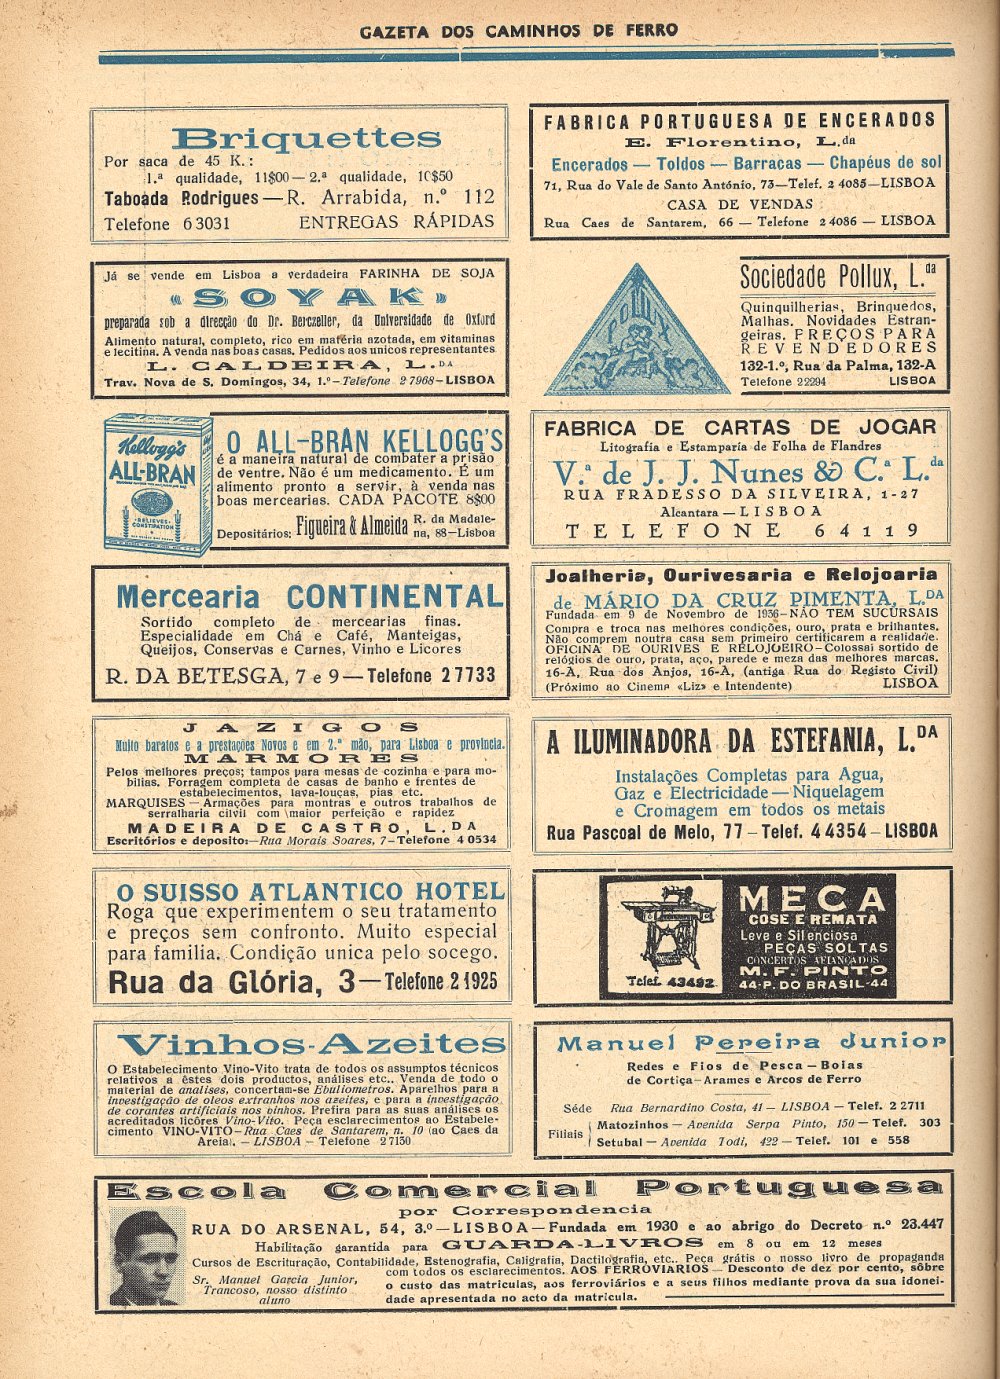 GAZETA DOS CAMINHOS DE FERRO
Briquettes
Por saca de 45 K.:
1.ª qualidade, 11$00—2.ª qualidade, 10$50
Taboada Rodrigues—R. Arrabida, n.º 112
Telefone 6 3031 ENTREGAS RÁPIDAS
FABRICA PORTUGUESA DE ENCERADOS
E. Florentino, L.da
Encerados — Toldos — Barracas — Chapéus de sol
71, Rua do Vale de Santo António, 73—Telef. 2 4085—LISBOA
CASA DE VENDAS
Rua Caes de Santarem, 66 — Telefone 2 4086 — LISBOA
Já se vende em Lisboa a verdadeira FARINHA DE SOJA
« SOYAK »
preparada sob a direcção do Dr. Berczeller, da Universidade de Oxford
Alimento natural, completo, rico em matéria azotada, em vitaminas
e lecitina. A venda nas boas casas. Pedidos aos unicos representantes
L. CALDEIRA, L.DA
Trav. Nova de S. Domingos, 34, 1.º—Telefone 2 7968—LISBOA
POLLUX
Sociedade Pollux, L.da
Quinquilherias, Brinquedos,
Malhas. Novidades Estran-
geiras. PREÇOS PARA
REVENDEDORES
132-1.º, Rua da Palma, 132-A
Telefone 2 2294 LISBOA
Kellogg's
ALL-BRAN
RELIEVES
CONSTIPATION
O ALL-BRAN KELLOGG'S
é a maneira natural de combater a prisão
de ventre. Não é um medicamento. É um
alimento pronto a servir, à venda nas
boas mercearias. CADA PACOTE 8$00
Depositários: Figueira & Almeida R. da Madale-
na, 88—Lisboa
FABRICA DE CARTAS DE JOGAR
Litografia e Estamparia de Folha de Flandres
V.ª de J. J. Nunes & C.ª L.da
RUA FRADESSO DA SILVEIRA, 1-27
Alcantara — LISBOA
TELEFONE 64119
Mercearia CONTINENTAL
Sortido completo de mercearias finas.
Especialidade em Chá e Café, Manteigas,
Queijos, Conservas e Carnes, Vinho e Licores
R. DA BETESGA, 7 e 9—Telefone 2 7733
Joalheria, Ourivesaria e Relojoaria
de MÁRIO DA CRUZ PIMENTA, L.DA
Fundada em 9 de Novembro de 1936—NÃO TEM SUCURSAIS
Compra e troca nas melhores condições, ouro, prata e brilhantes.
Não comprem noutra casa sem primeiro certificarem a realidade.
OFICINA DE OURIVES E RELOJOEIRO—Colossal sortido de
relógios de ouro, prata, aço, parede e meza das melhores marcas.
16-A, Rua dos Anjos, 16-A, (antiga Rua do Registo Civil)
(Próximo ao Cinema «Liz» e Intendente) LISBOA
JAZIGOS
Muito baratos e a prestações Novos e em 2.ª mão, para Lisboa e província.
MARMORES
Pelos melhores preços; tampos para mesas de cozinha e para mo-
bílias. Forragem completa de casas de banho e frentes de
estabelecimentos, lava-louças, pias etc.
MARQUISES — Armações para montras e outros trabalhos de
serralharia cilvil com maior perfeição e rapidez
MADEIRA DE CASTRO, L.DA
Escritórios e deposito:—Rua Morais Soares, 7—Telefone 4 0534
A ILUMINADORA DA ESTEFANIA, L.DA
Instalações Completas para Agua,
Gaz e Electricidade — Niquelagem
e Cromagem em todos os metais
Rua Pascoal de Melo, 77—Telef. 4 4354—LISBOA
O SUISSO ATLANTICO HOTEL
Roga que experimentem o seu tratamento
e preços sem confronto. Muito especial
para familia. Condição unica pelo socego.
Rua da Glória, 3—Telefone 2 1925
Telef. 43492
MECA
COSE E REMATA
Leve e Silenciosa
PEÇAS SOLTAS
CONCERTOS AFIANÇADOS
M. F. PINTO
44-P. DO BRASIL-44
Vinhos-Azeites
O Estabelecimento Vino-Vito trata de todos os assumptos técnicos
relativos a êstes dois productos, análises etc.. Venda de todo o
material de analises, concertam-se Ebuliometros. Aparelhos para a
investigação de oleos extranhos nos azeites, e para a investigação
de corantes artificiais nos vinhos. Prefira para as suas análises os
acreditados licôres Vino-Vito. Peça esclarecimentos ao Estabele-
cimento VINO-VITO—Rua Caes de Santarem, n. 10 (ao Caes da
Areia). — LISBOA — Telefone 2 7130
Manuel Pereira Junior
Redes e Fios de Pesca — Boias
de Cortiça—Arames e Arcos de Ferro
Séde Rua Bernardino Costa, 41 — LISBOA — Telef. 2 2711
Filiais Matozinhos — Avenida Serpa Pinto, 150—Telef. 303
Setubal — Avenida Todi, 422 — Telef. 101 e 558
Escola Comercial Portuguesa
por Correspondencia
RUA DO ARSENAL, 54, 3.º—LISBOA—Fundada em 1930 e ao abrigo do Decreto n.º 23.447
Habilitação garantida para GUARDA-LIVROS em 8 ou em 12 meses
Cursos de Escrituração, Contabilidade, Estenografia, Caligrafia, Dactilografia, etc.. Peça grátis o nosso livro de propaganda
com todos os esclarecimentos. AOS FERROVIARIOS — Desconto de dez por cento, sôbre
o custo das matriculas, aos ferroviários e a seus filhos mediante prova da sua idonei-
dade apresentada no acto da matrícula.
Sr. Manuel Garcia Junior,
Trancoso, nosso distinto
aluno